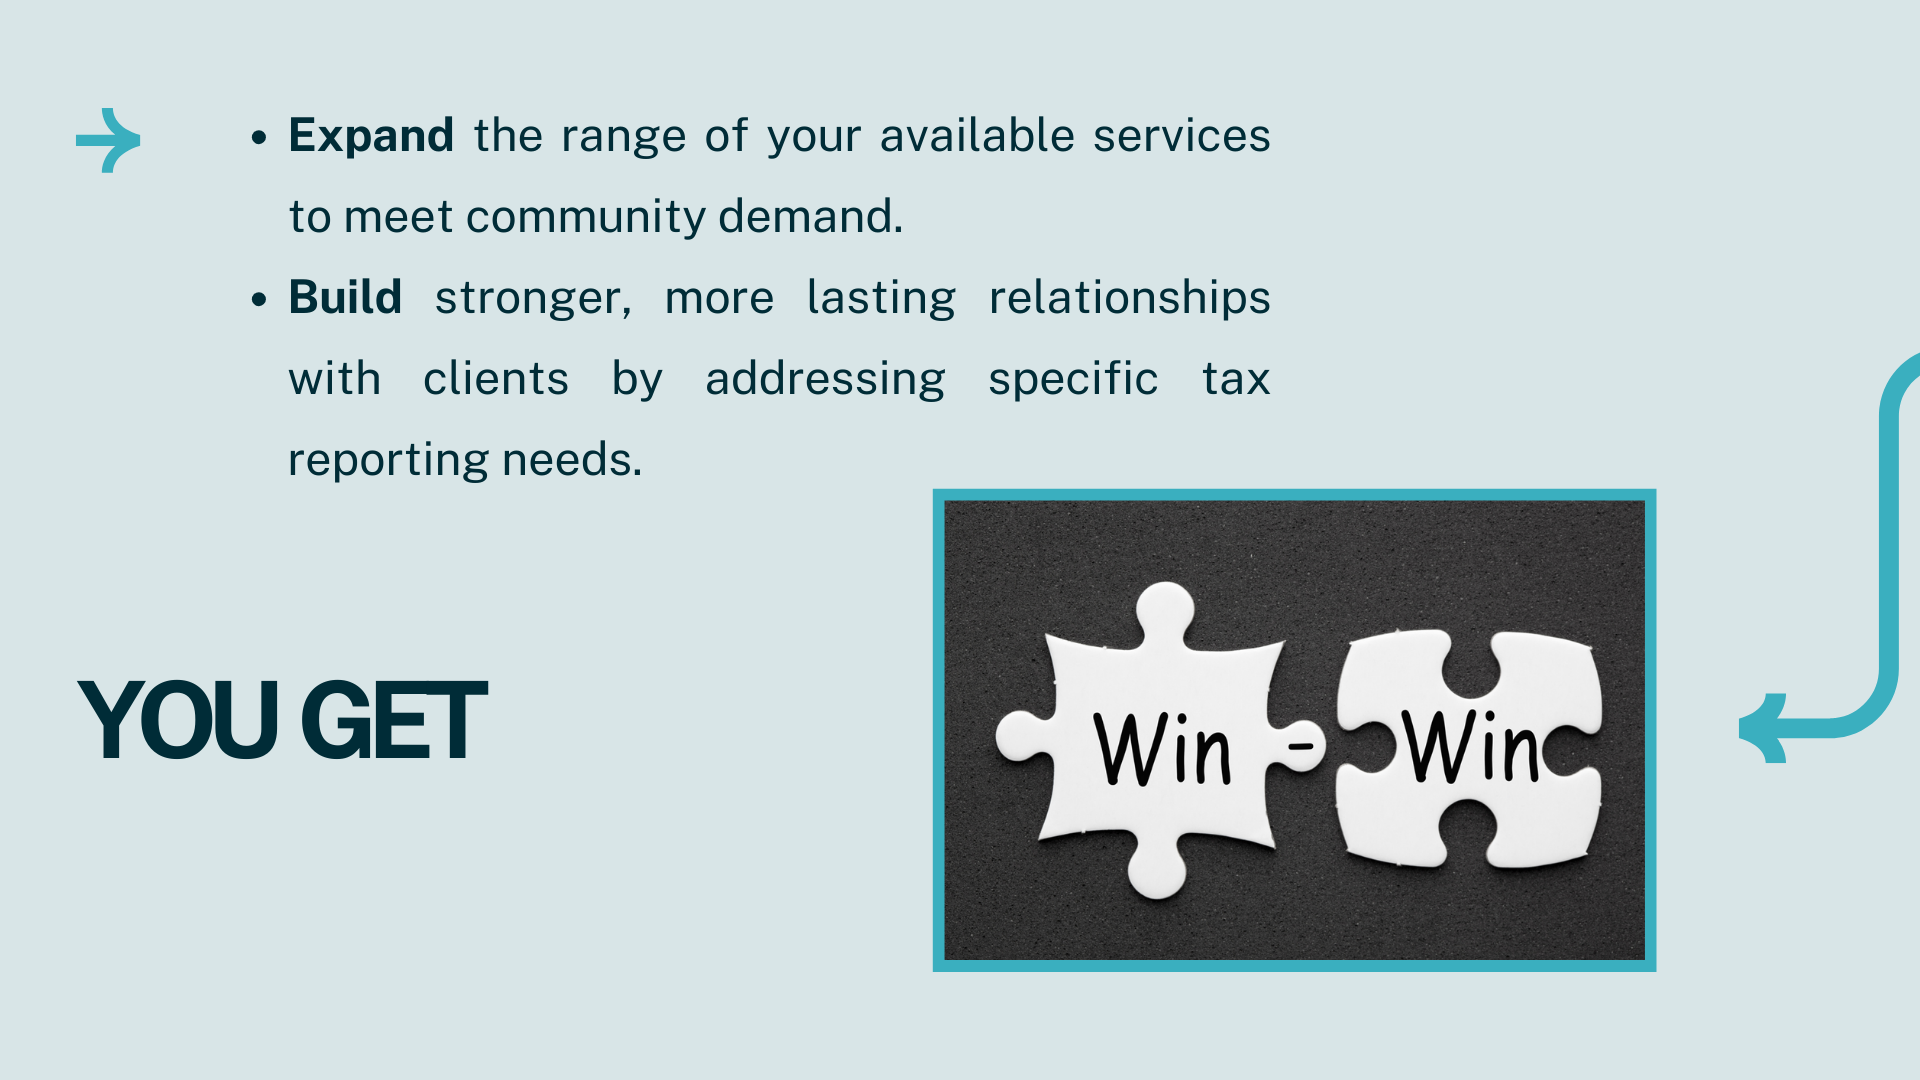 • Expand the range of your available services
to meet community demand.
• Build stronger, more lasting relationships
with clients by addressing specific tax
reporting needs.
YOU GET
Win - Win